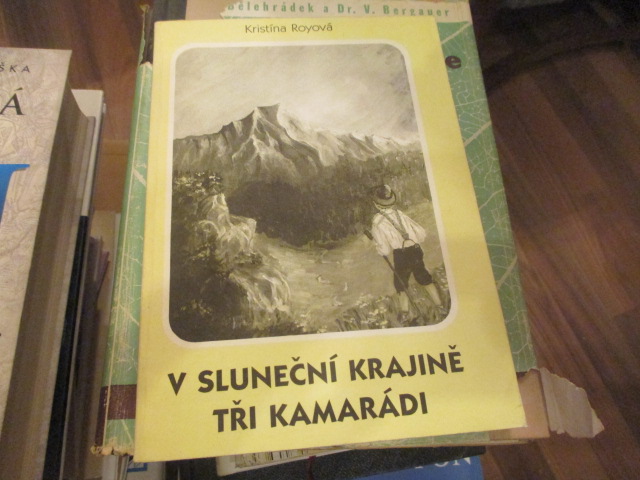 Bělehrádek a Dr. V. Bergauer
Kristína Royová
V SLUNEČNÍ KRAJINĚ
TŘI KAMARÁDI